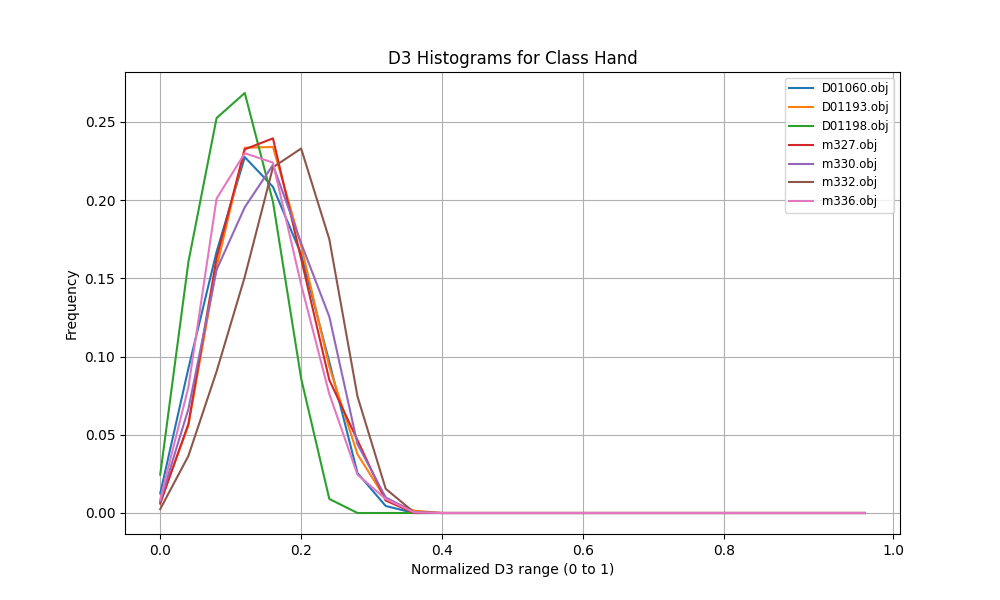 D3 Histograms for Class Hand
D01060.obj
D01193.obj
D01198.obj
m327.obj
m330.obj
m332.obj
m336.obj
Frequency
0.25
0.20
0.15
0.10
0.05
0.00
0.0 0.2 0.4 0.6 0.8 1.0
Normalized D3 range (0 to 1)